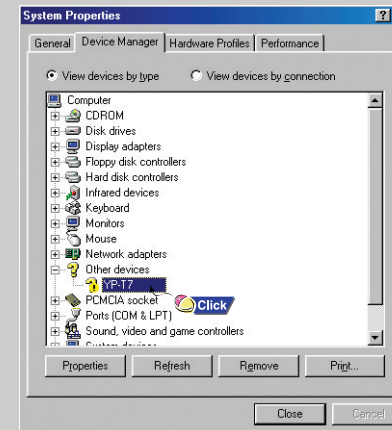 System Properties
General Device Manager Hardware Profiles Performance
View devices by type View devices by connection
Computer
CDROM
Disk drives
Display adapters
Floppy disk controllers
Hard disk controllers
Infrared devices
Keyboard
Monitors
Mouse
Network adapters
Other devices
YP-T7
PCMCIA socket
Click
Ports (COM & LPT)
Sound, video and game controllers
System devices
Properties Refresh Remove Print...
Close Cancel